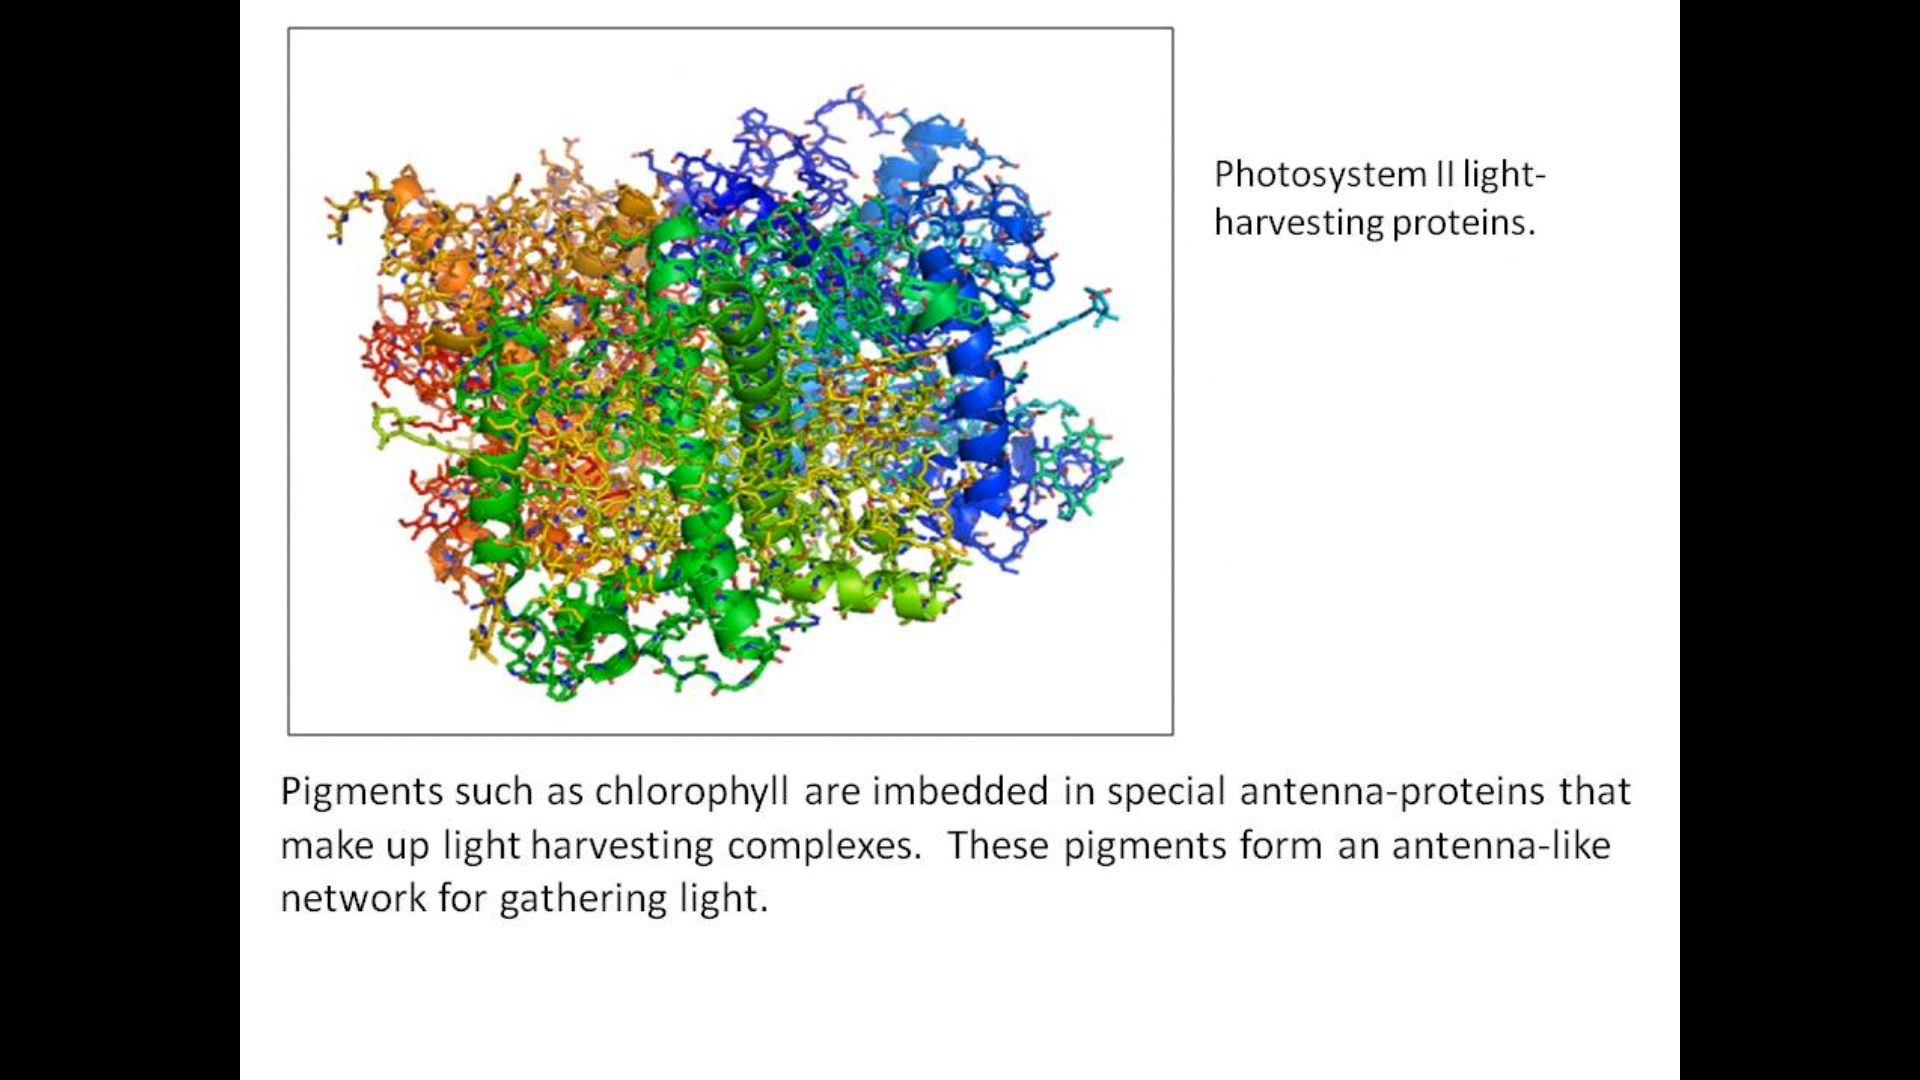 Photosystem II light-
harvesting proteins.
Pigments such as chlorophyll are imbedded in special antenna-proteins that
make up light harvesting complexes.  These pigments form an antenna-like
network for gathering light.